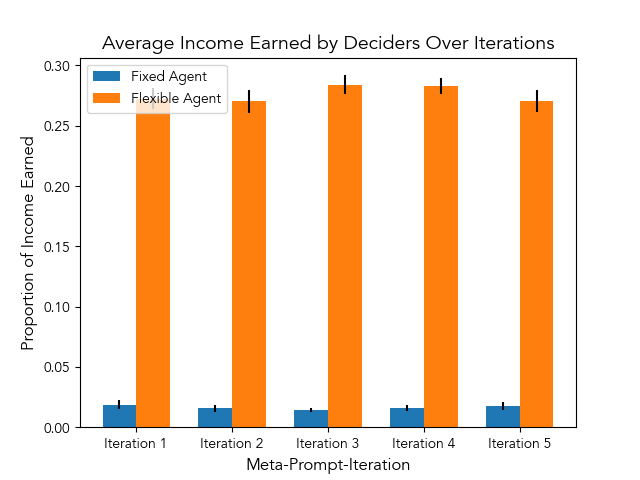 Average Income Earned by Deciders Over Iterations
Fixed Agent
Flexible Agent
Proportion of Income Earned
0.30
0.25
0.20
0.15
0.10
0.05
0.00
Iteration 1
Iteration 2
Iteration 3
Iteration 4
Iteration 5
Meta-Prompt-Iteration